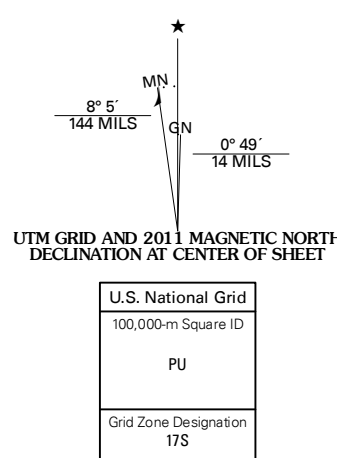 ★
MN
8° 5´
144 MILS
GN
0° 49´
14 MILS
UTM GRID AND 2011 MAGNETIC NORTH
DECLINATION AT CENTER OF SHEET
U.S. National Grid
100,000-m Square ID
PU
Grid Zone Designation
17S